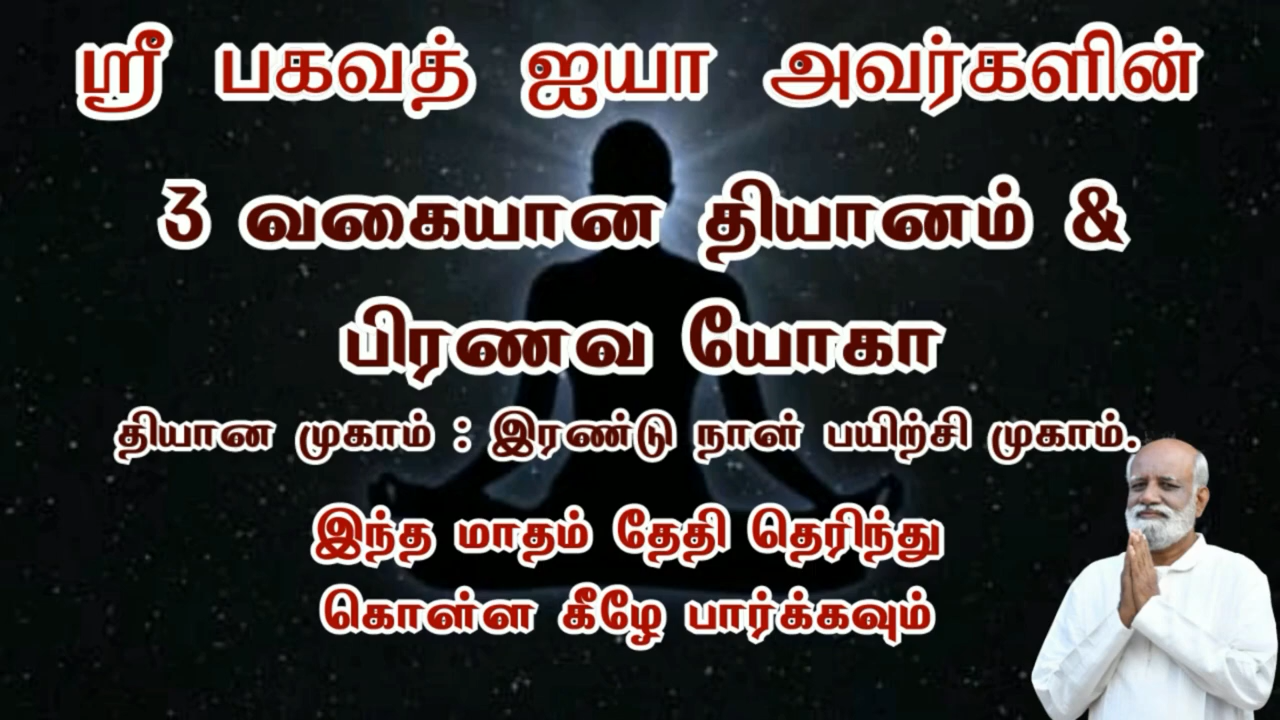 ஸ்ரீ பகவத் ஐயா அவர்களின்
3 வகையான தியானம் &
பிரணவ யோகா
தியான முகாம் : இரண்டு நாள் பயிற்சி முகாம்.
இந்த மாதம் தேதி தெரிந்து
கொள்ள கீழே பார்க்கவும்